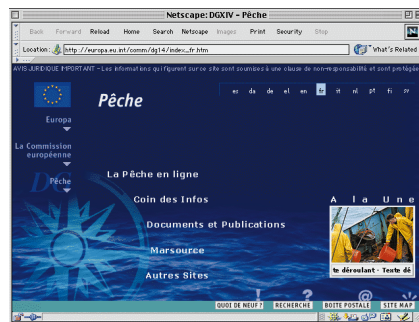 Netscape: DGXIV - Pêche
Back Forward Reload Home Search Netscape Images Print Security Stop
Location: http://europa.eu.int/comm/dg14/index_fr.htm What's Related
AVIS JURIDIQUE IMPORTANT - Les informations qui figurent sur ce site sont soumises à une clause de non-responsabilité et sont protégée
es da de el en fr it nl pt fi sv
Pêche
Europa
La Commission
européenne
DG
Pêche
La Pêche en ligne
Coin des Infos
Documents et Publications
Marsource
Autres Sites
A la Une
te déroulant - Texte dé
! ? @
QUOI DE NEUF? RECHERCHE BOITE POSTALE SITE MAP